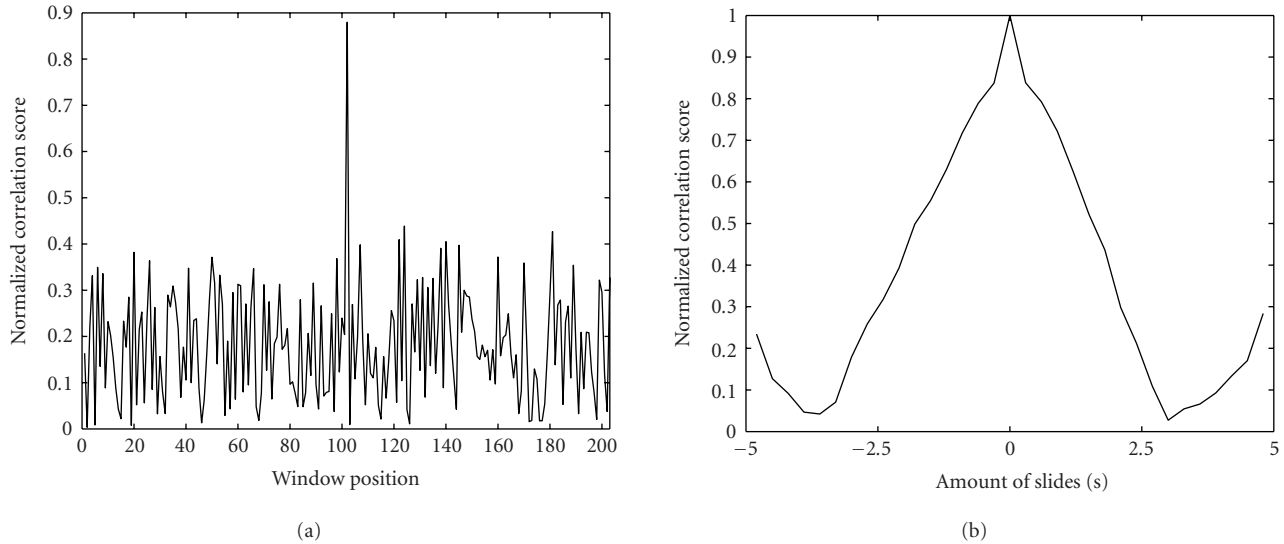 0.9
0.8
0.7
0.6
0.5
0.4
0.3
0.2
0.1
0
0 20 40 60 80 100 120 140 160 180 200
Normalized correlation score
Window position
(a)
1
0.9
0.8
0.7
0.6
0.5
0.4
0.3
0.2
0.1
0
−5 −2.5 0 2.5 5
Normalized correlation score
Amount of slides (s)
(b)